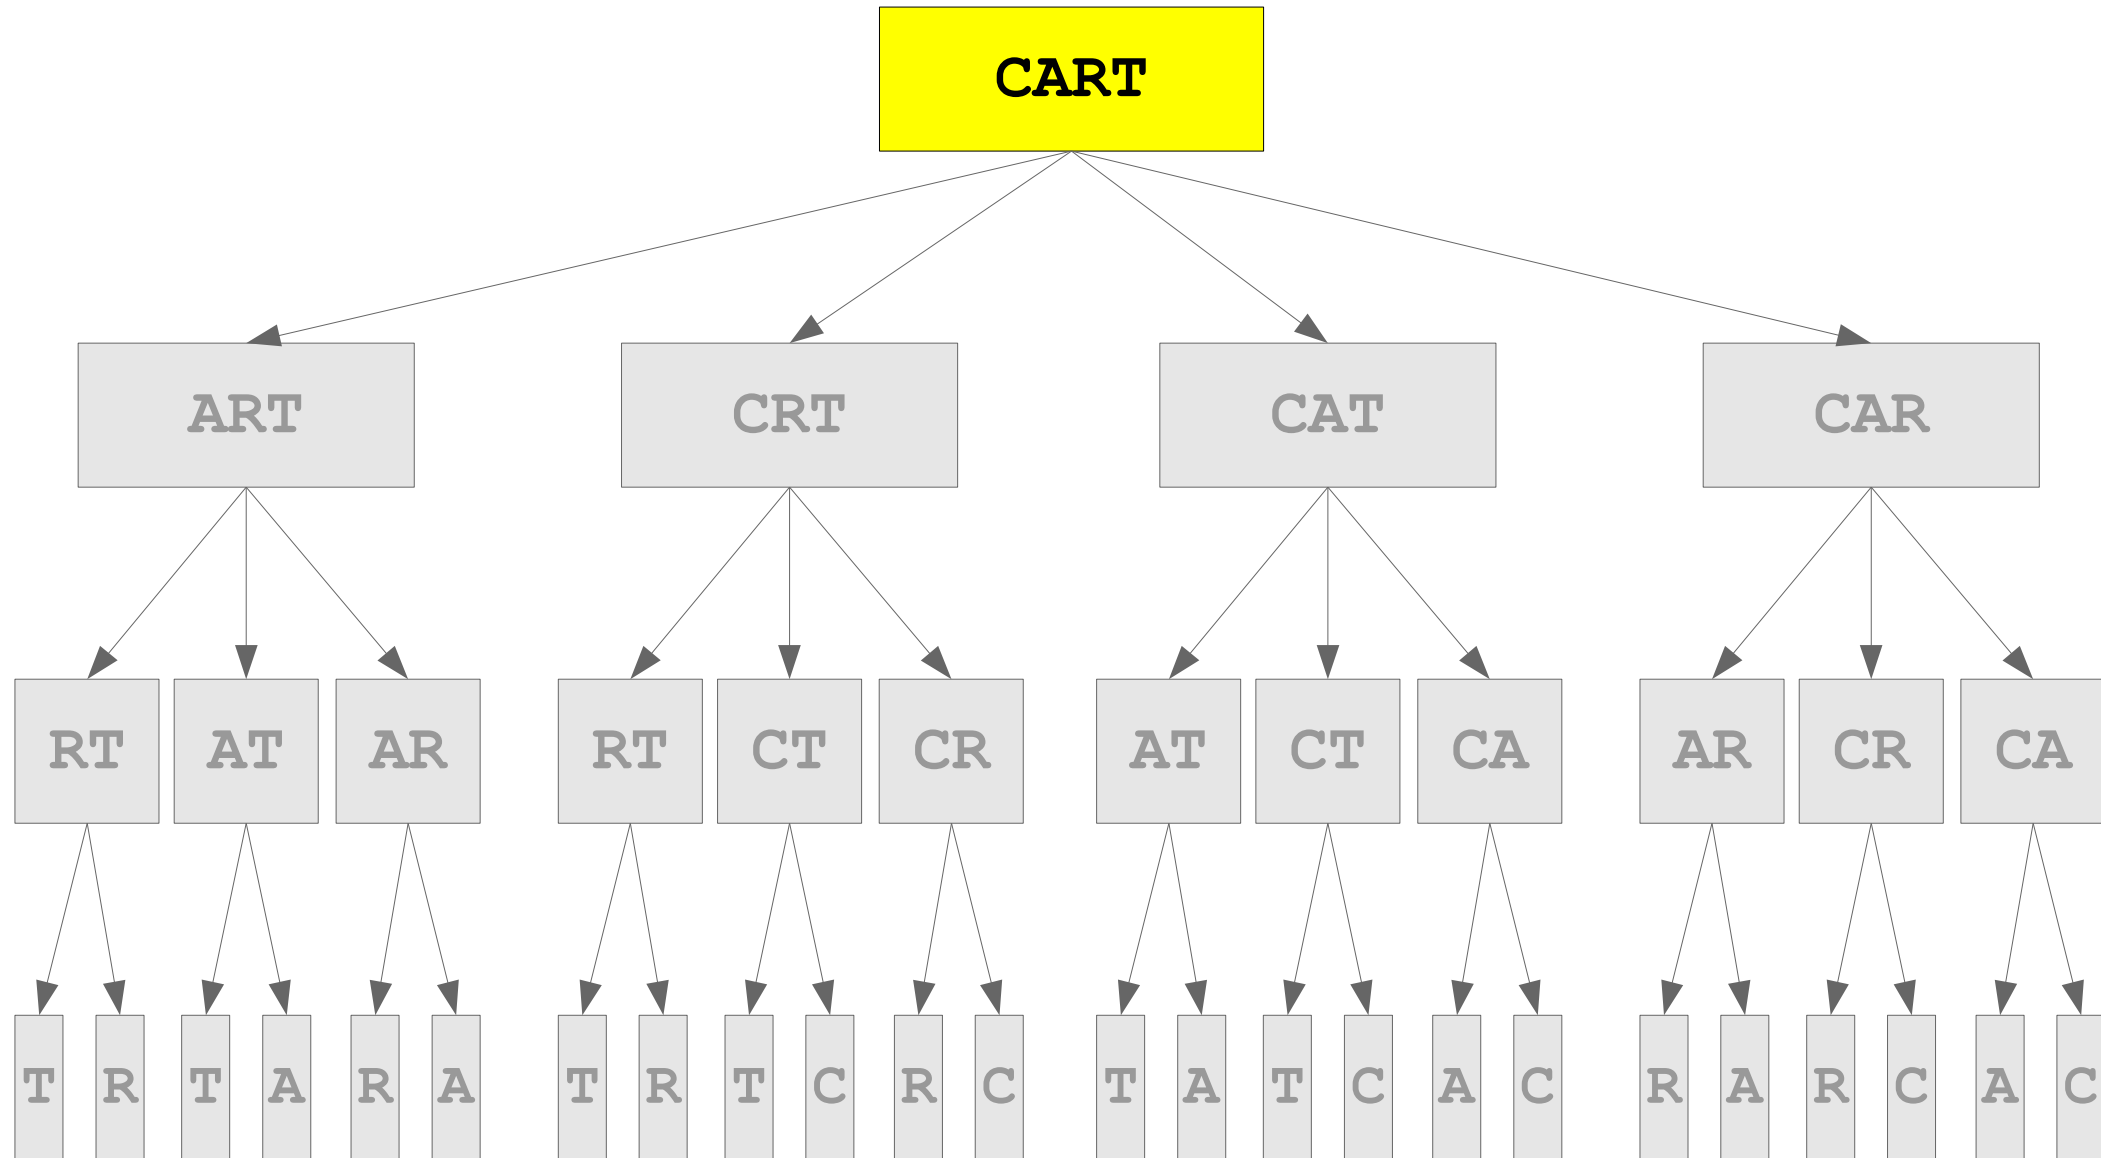 CART
ART CRT CAT CAR
RT AT AR RT CT CR AT CT CA AR CR CA
T R T A R A T R T C R C T A T C A C R A R C A C